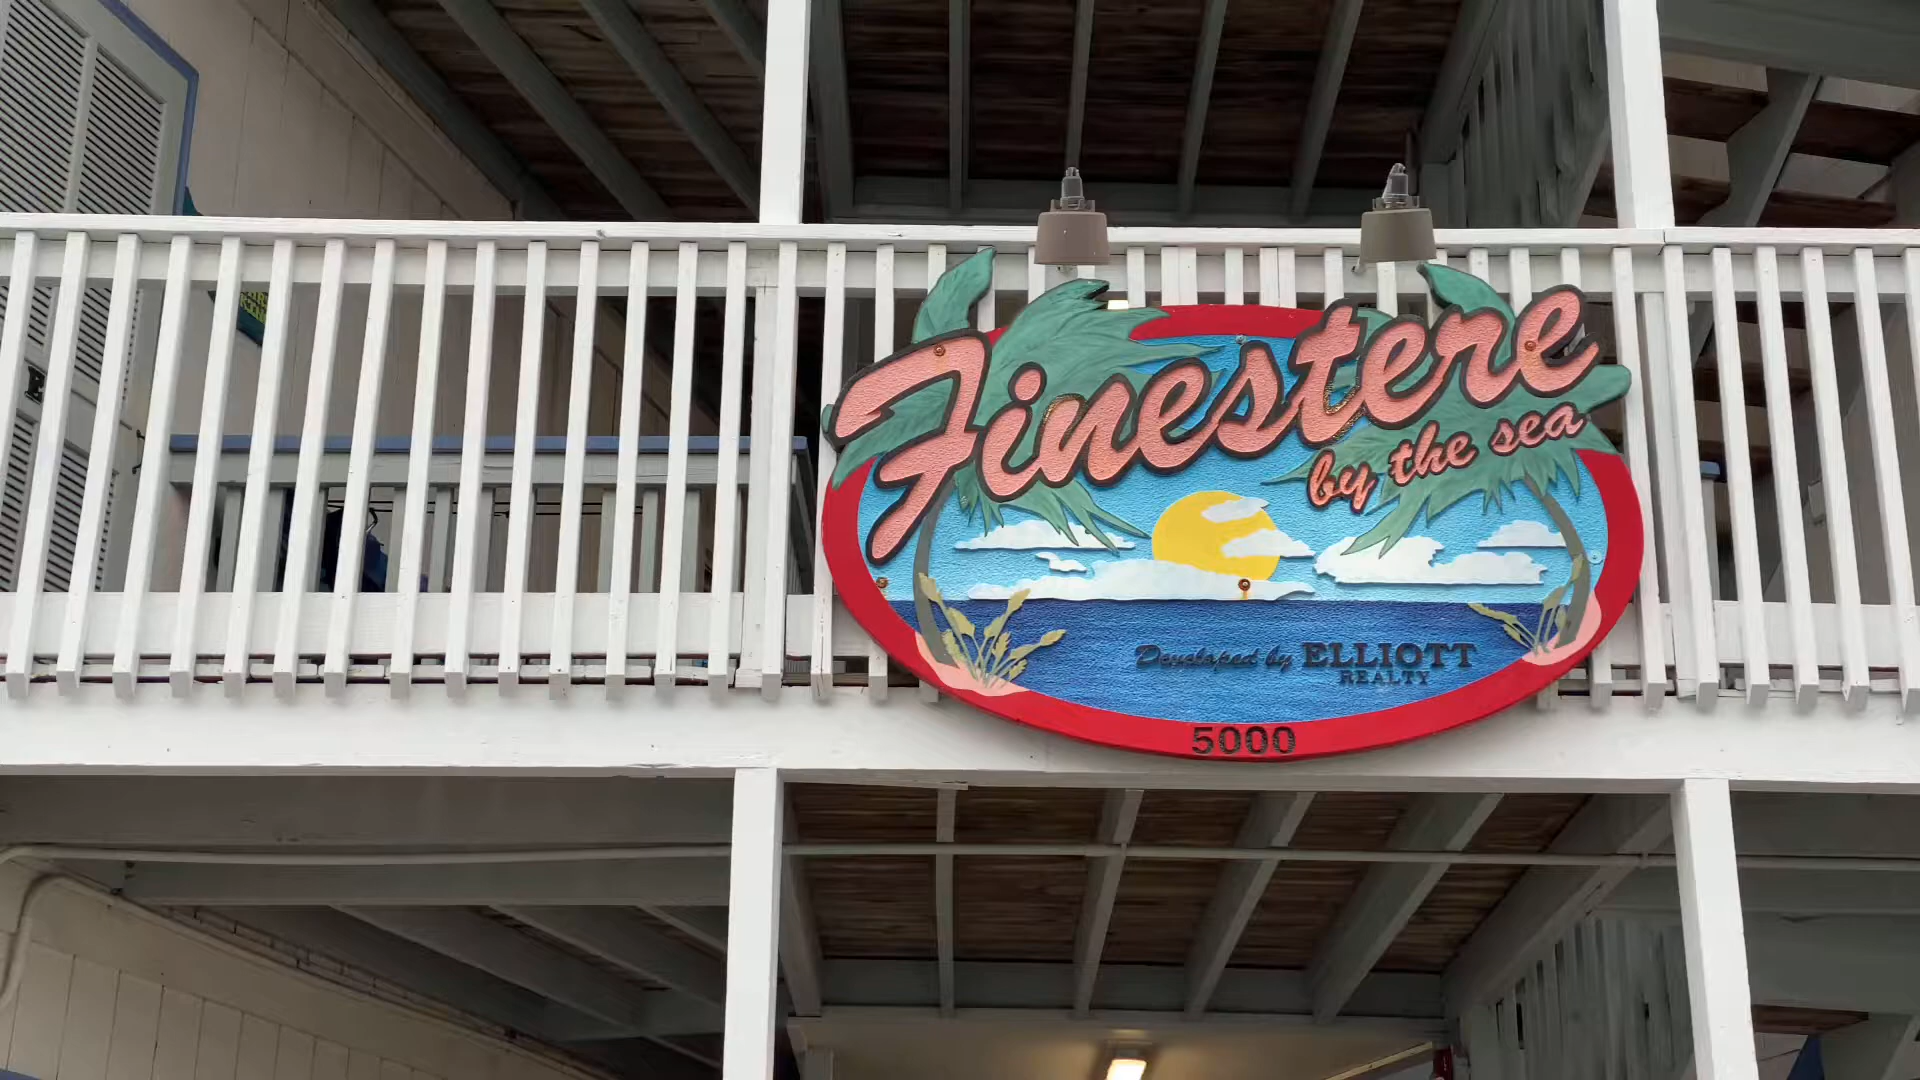 Finestere
by the sea
Developed by ELLIOTT
REALTY
5000